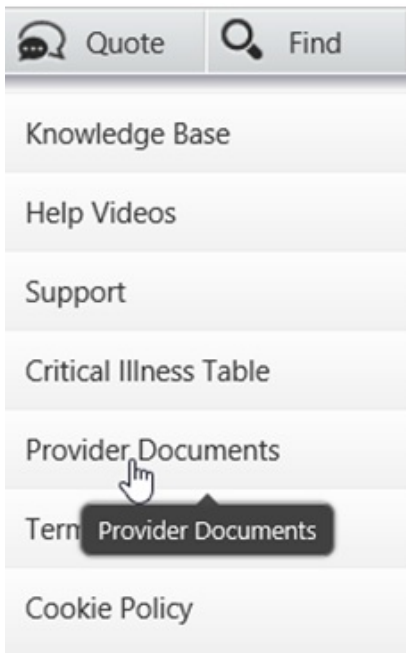 Quote Find
Knowledge Base
Help Videos
Support
Critical Illness Table
Provider Documents
Term
Provider Documents
Cookie Policy